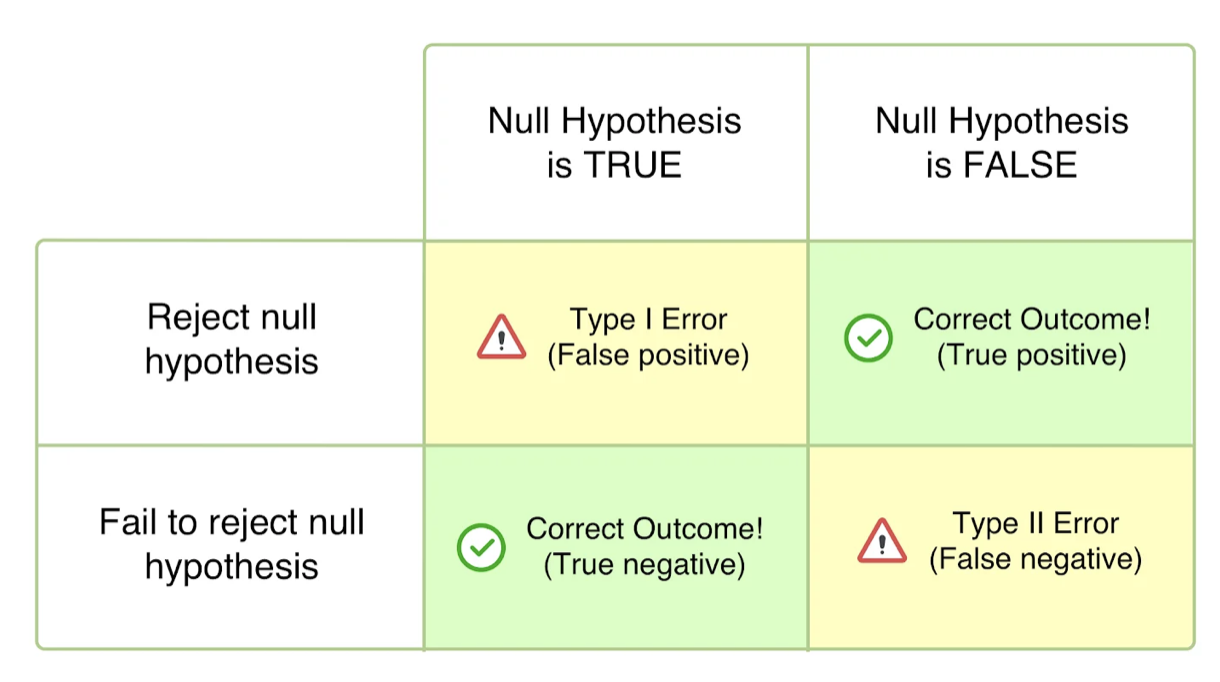 Null Hypothesis
is TRUE
Null Hypothesis
is FALSE
Reject null
hypothesis
Type I Error
(False positive)
Correct Outcome!
(True positive)
Fail to reject null
hypothesis
Correct Outcome!
(True negative)
Type II Error
(False negative)